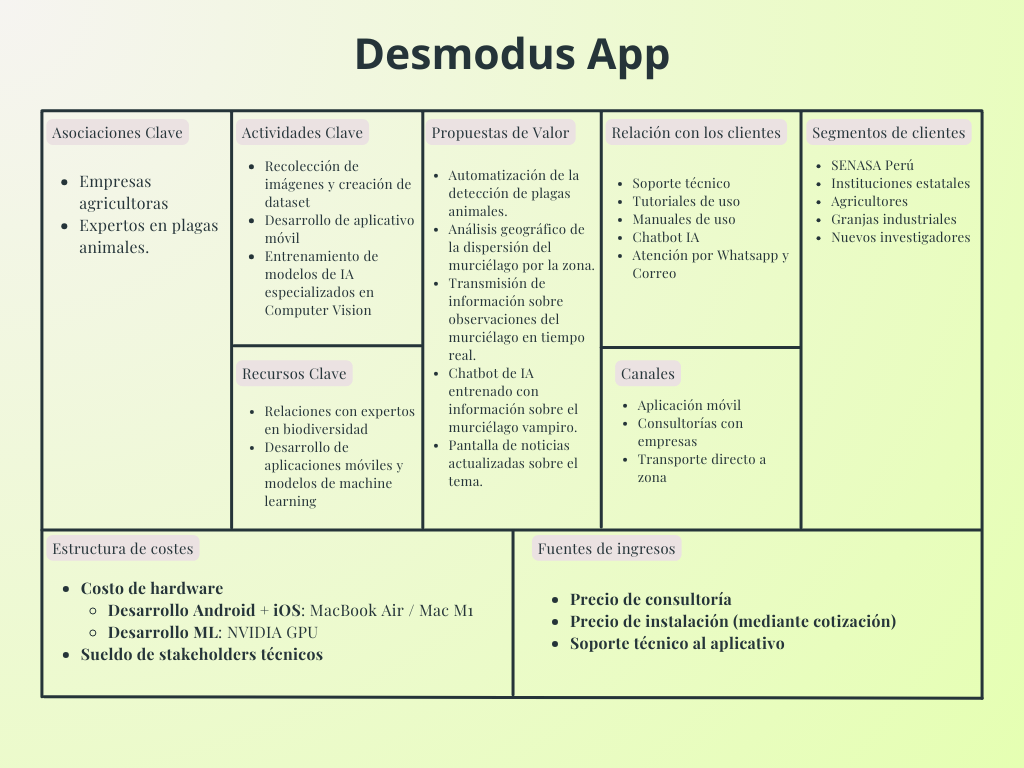 Desmodus App
Asociaciones Clave
Empresas
agricultoras
Expertos en plagas
animales.
Actividades Clave
Recolección de
imágenes y creación de
dataset
Desarrollo de aplicativo
móvil
Entrenamiento de
modelos de IA
especializados en
Computer Vision
Recursos Clave
Relaciones con expertos
en biodiversidad
Desarrollo de
aplicaciones móviles y
modelos de machine
learning
Propuestas de Valor
Automatización de la
detección de plagas
animales.
Análisis geográfico de
la dispersión del
murciélago por la zona.
Transmisión de
información sobre
observaciones del
murciélago en tiempo
real.
Chatbot de IA
entrenado con
información sobre el
murciélago vampiro.
Pantalla de noticias
actualizadas sobre el
tema.
Relación con los clientes
Soporte técnico
Tutoriales de uso
Manuales de uso
Chatbot IA
Atención por Whatsapp y
Correo
Canales
Aplicación móvil
Consultorías con
empresas
Transporte directo a
zona
Segmentos de clientes
SENASA Perú
Instituciones estatales
Agricultores
Granjas industriales
Nuevos investigadores
Estructura de costes
Costo de hardware
Desarrollo Android + iOS: MacBook Air / Mac M1
Desarrollo ML: NVIDIA GPU
Sueldo de stakeholders técnicos
Fuentes de ingresos
Precio de consultoría
Precio de instalación (mediante cotización)
Soporte técnico al aplicativo